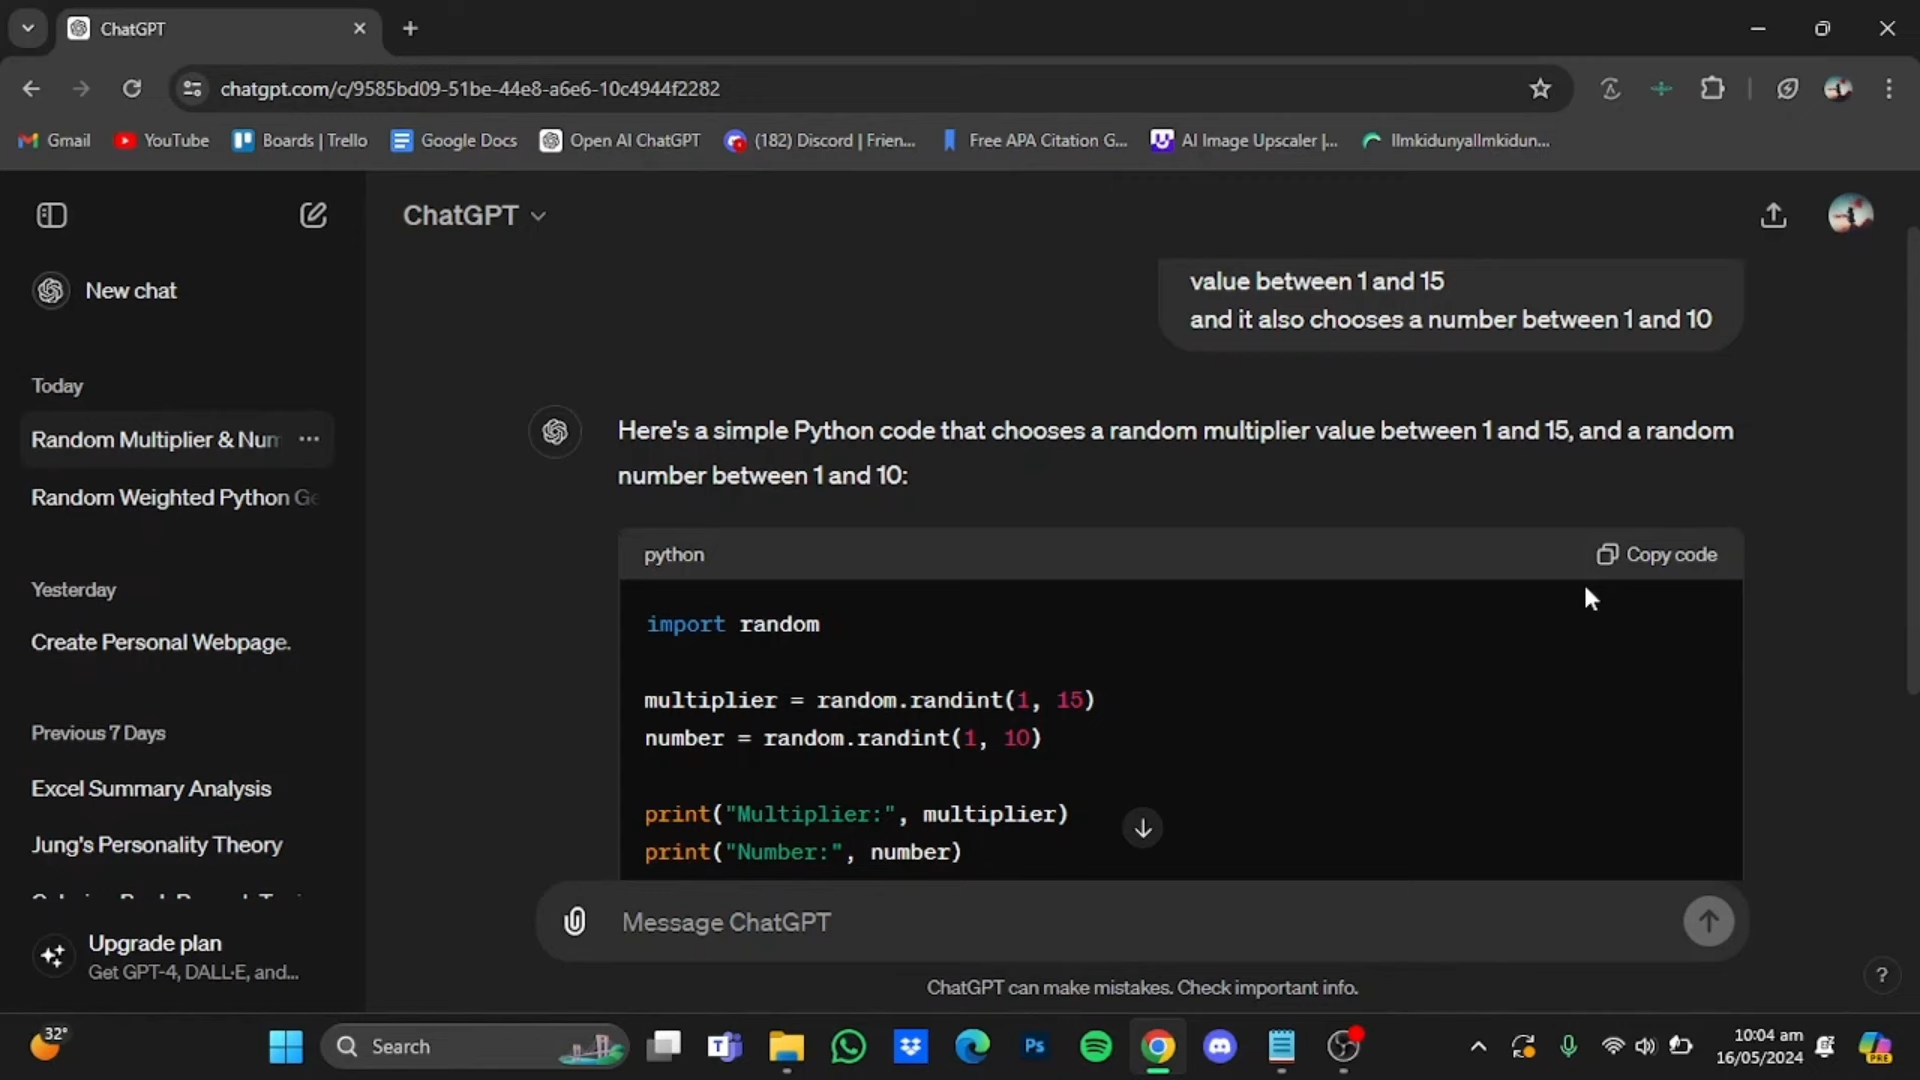 ChatGPT
chatgpt.com/c/9585bd09-51be-44e8-a6e6-10c4944f2282
Gmail
YouTube
Boards | Trello
Google Docs
Open AI ChatGPT
(182) Discord | Frien...
Free APA Citation G...
AI Image Upscaler |...
Ilmkidunyallmkidun...
ChatGPT
New chat
Today
Random Multiplier & Num
Random Weighted Python Ge
Yesterday
Create Personal Webpage.
Previous 7 Days
Excel Summary Analysis
Jung's Personality Theory
Upgrade plan
Get GPT-4, DALL·E, and...
value between 1 and 15
and it also chooses a number between 1 and 10
Here's a simple Python code that chooses a random multiplier value between 1 and 15, and a random
number between 1 and 10:
python
Copy code
import random
multiplier = random.randint(1, 15)
number = random.randint(1, 10)
print("Multiplier:", multiplier)
print("Number:", number)
Message ChatGPT
ChatGPT can make mistakes. Check important info.
?
32°
Search
Ps
PRE
10:04 am
16/05/2024